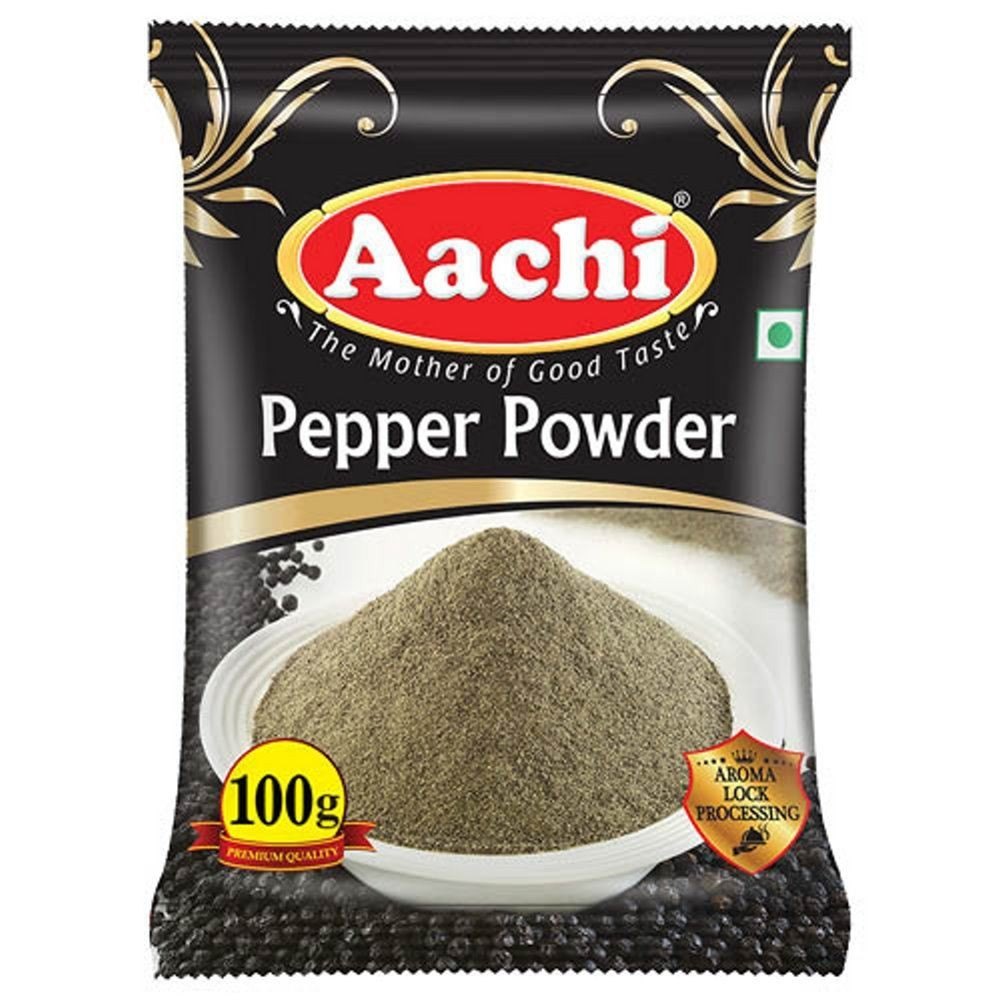 Aachi®
The Mother of Good Taste
Pepper Powder
100g
PREMIUM QUALITY
AROMA
LOCK
PROCESSING